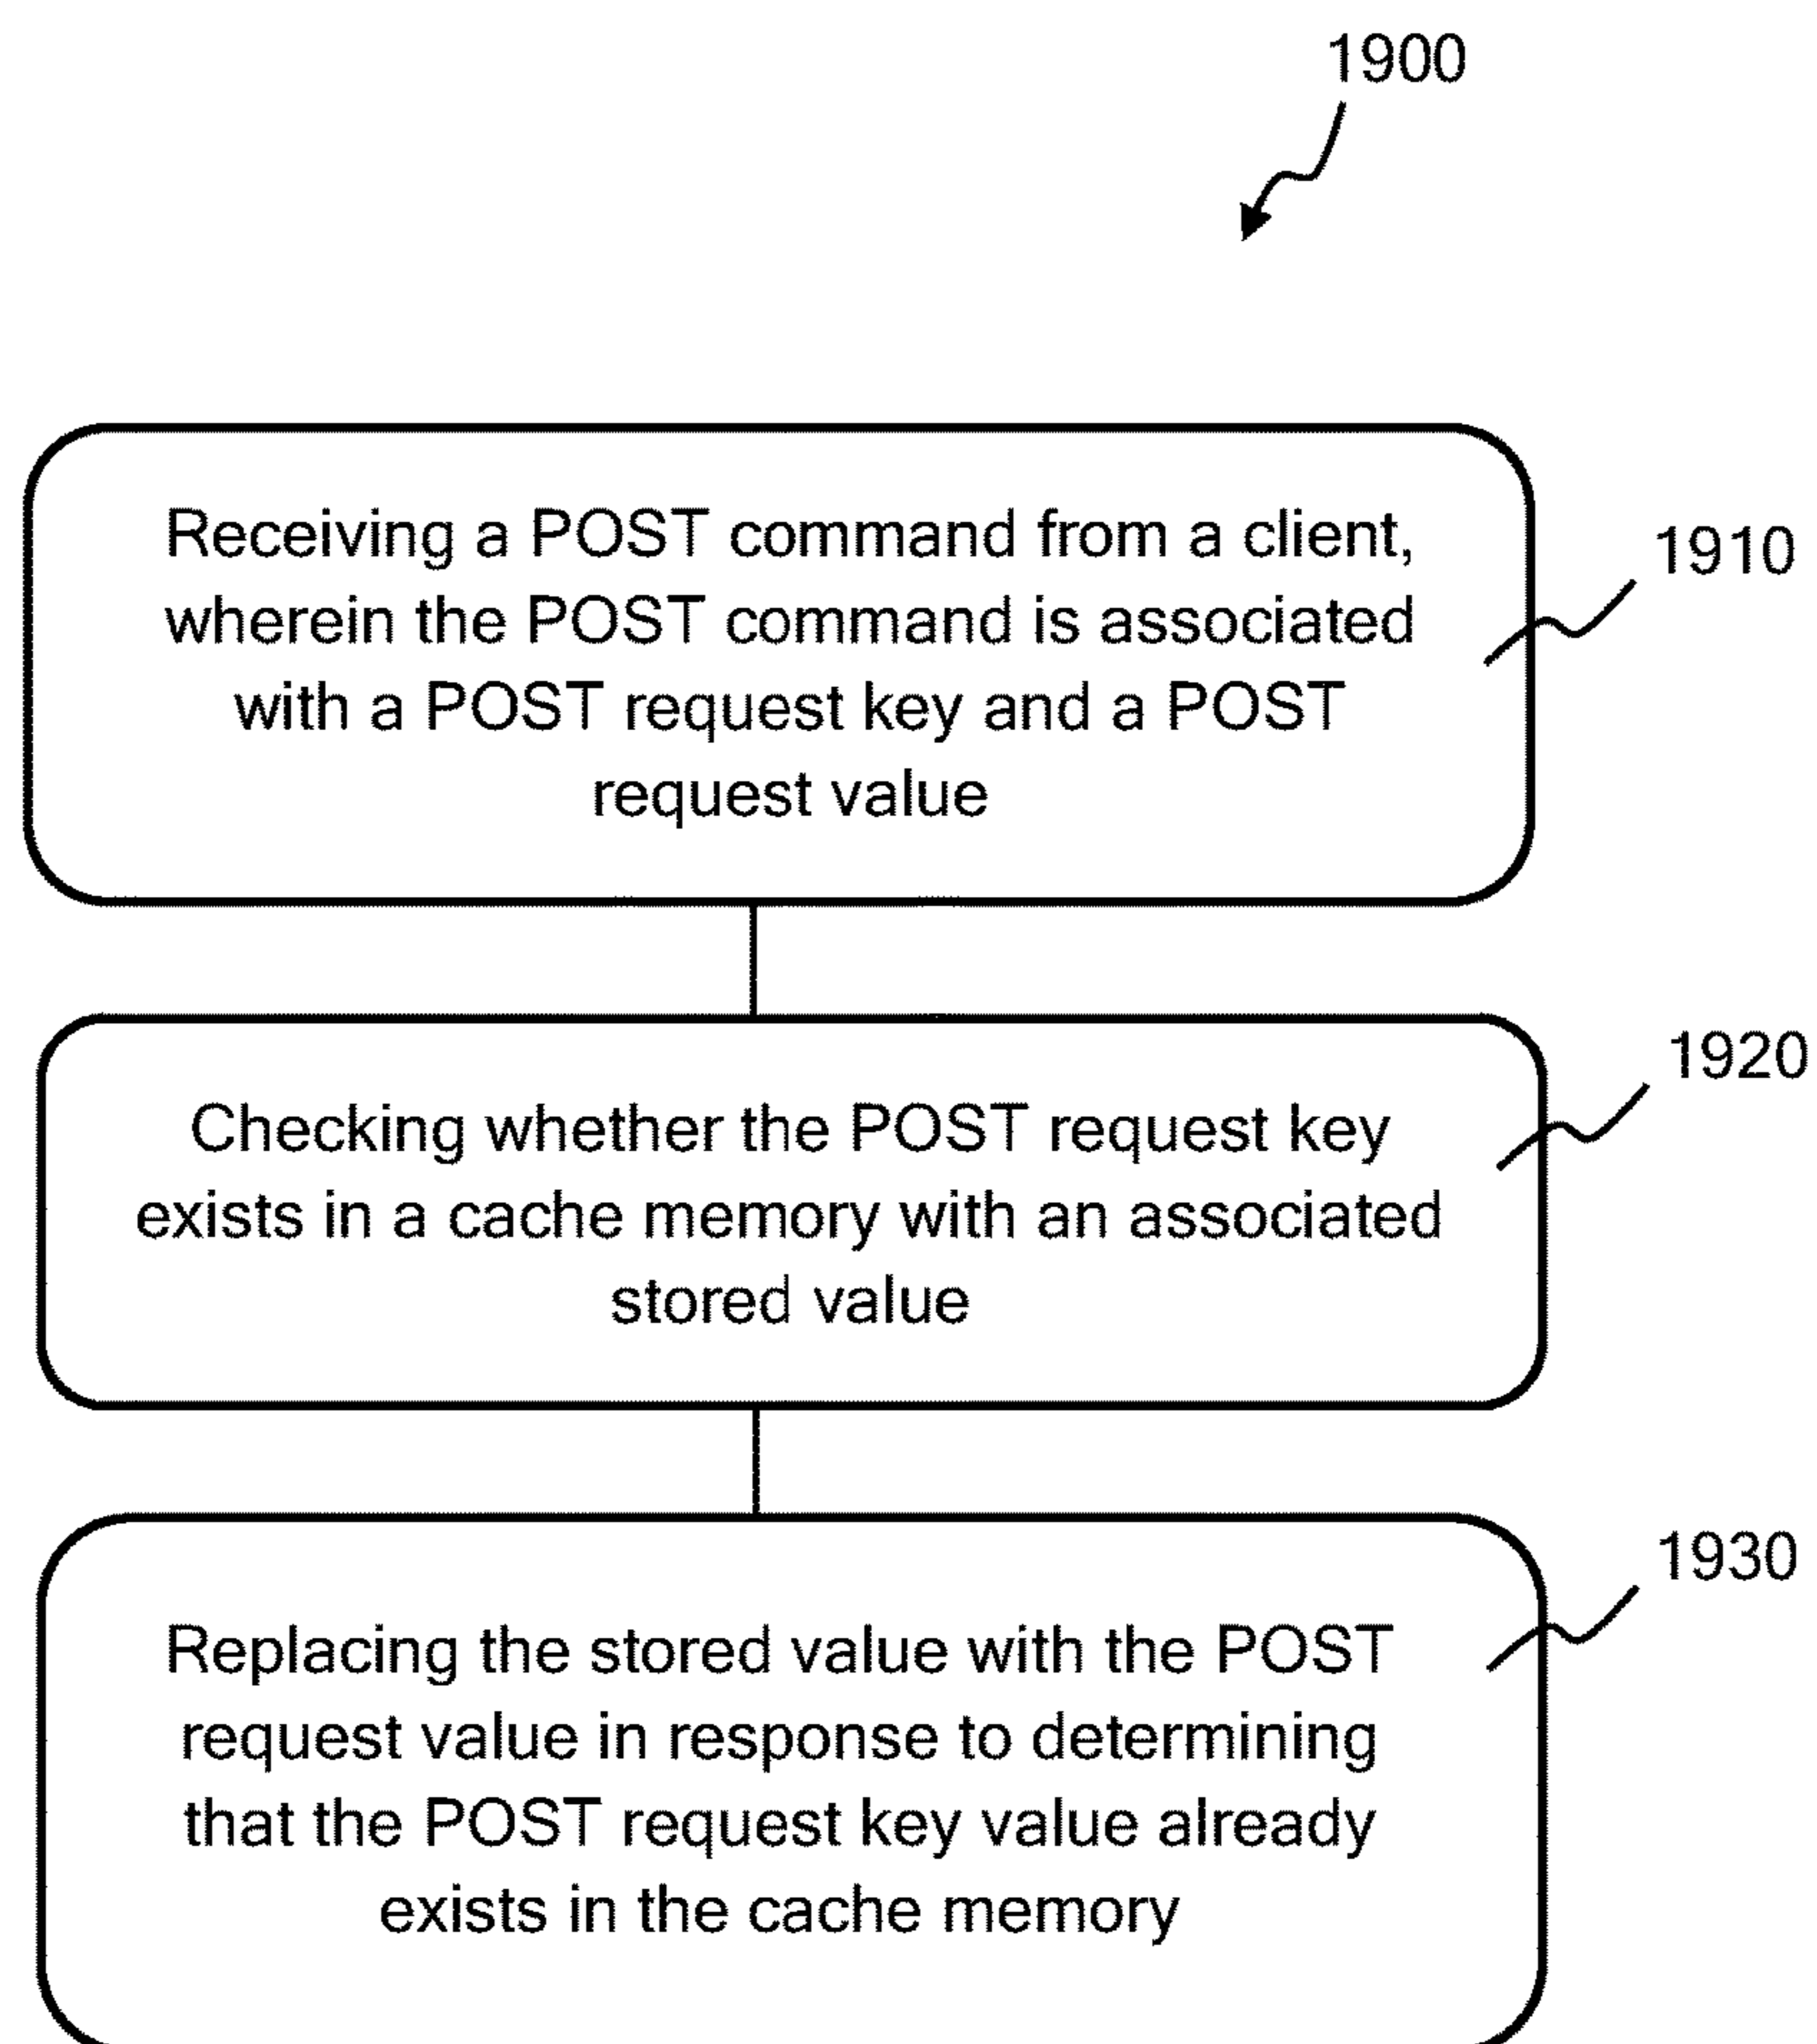 1900
Receiving a POST command from a client,
wherein the POST command is associated
with a POST request key and a POST
request value
1910
Checking whether the POST request key
exists in a cache memory with an associated
stored value
1920
Replacing the stored value with the POST
request value in response to determining
that the POST request key value already
exists in the cache memory
1930